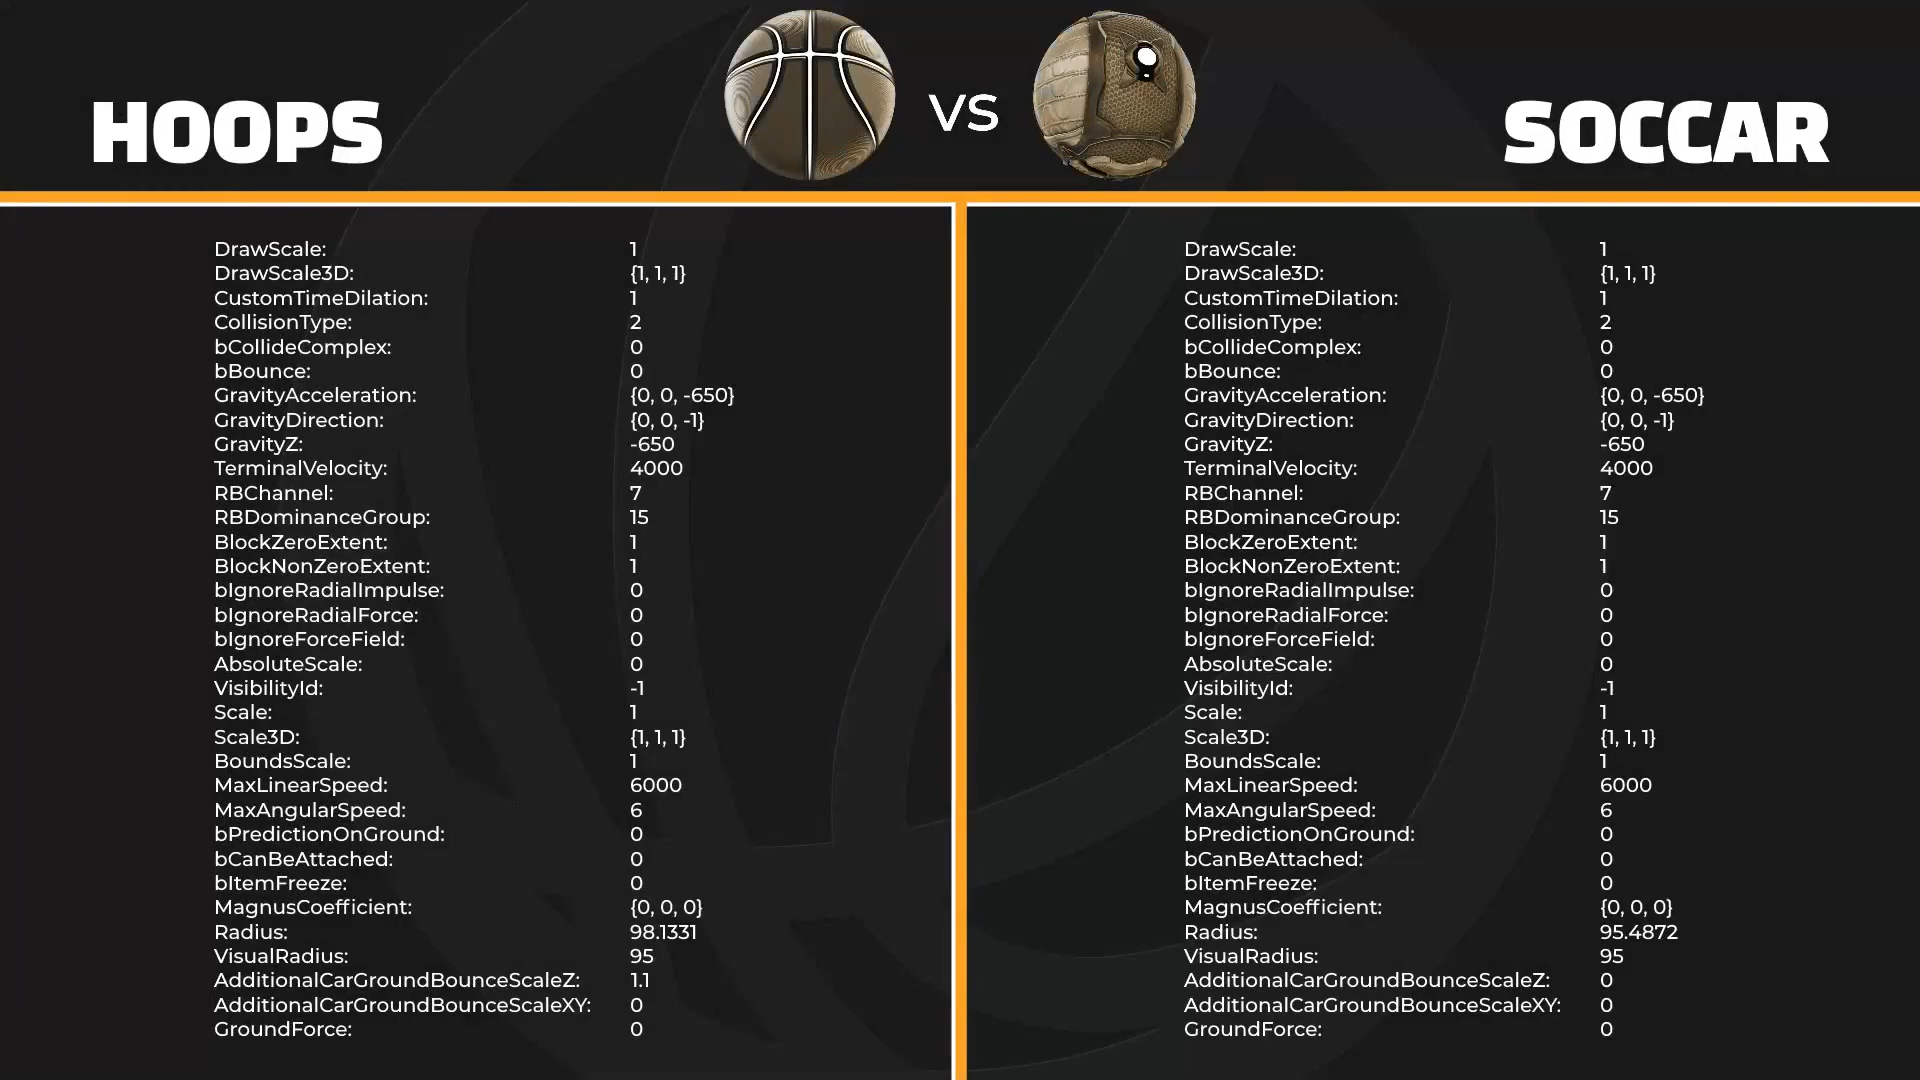 HOOPS
VS
SOCCAR
DrawScale: 1
DrawScale3D: {1, 1, 1}
CustomTimeDilation: 1
CollisionType: 2
bCollideComplex: 0
bBounce: 0
GravityAcceleration: {0, 0, -650}
GravityDirection: {0, 0, -1}
GravityZ: -650
TerminalVelocity: 4000
RBChannel: 7
RBDominanceGroup: 15
BlockZeroExtent: 1
BlockNonZeroExtent: 1
bIgnoreRadialImpulse: 0
bIgnoreRadialForce: 0
bIgnoreForceField: 0
AbsoluteScale: 0
VisibilityId: -1
Scale: 1
Scale3D: {1, 1, 1}
BoundsScale: 1
MaxLinearSpeed: 6000
MaxAngularSpeed: 6
bPredictionOnGround: 0
bCanBeAttached: 0
bItemFreeze: 0
MagnusCoefficient: {0, 0, 0}
Radius: 98.1331
VisualRadius: 95
AdditionalCarGroundBounceScaleZ: 1.1
AdditionalCarGroundBounceScaleXY: 0
GroundForce: 0
DrawScale: 1
DrawScale3D: {1, 1, 1}
CustomTimeDilation: 1
CollisionType: 2
bCollideComplex: 0
bBounce: 0
GravityAcceleration: {0, 0, -650}
GravityDirection: {0, 0, -1}
GravityZ: -650
TerminalVelocity: 4000
RBChannel: 7
RBDominanceGroup: 15
BlockZeroExtent: 1
BlockNonZeroExtent: 1
bIgnoreRadialImpulse: 0
bIgnoreRadialForce: 0
bIgnoreForceField: 0
AbsoluteScale: 0
VisibilityId: -1
Scale: 1
Scale3D: {1, 1, 1}
BoundsScale: 1
MaxLinearSpeed: 6000
MaxAngularSpeed: 6
bPredictionOnGround: 0
bCanBeAttached: 0
bItemFreeze: 0
MagnusCoefficient: {0, 0, 0}
Radius: 95.4872
VisualRadius: 95
AdditionalCarGroundBounceScaleZ: 0
AdditionalCarGroundBounceScaleXY: 0
GroundForce: 0